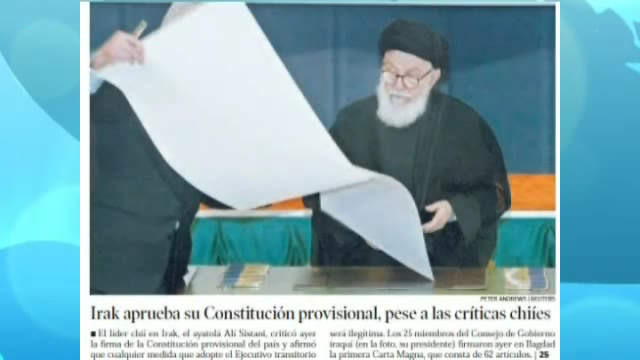 PETER ANDREWS | REUTERS
Irak aprueba su Constitución provisional, pese a las críticas chiíes
■ El líder chií en Irak, el ayatolá Alí Sistani, criticó ayer
la firma de la Constitución provisional del país y afirmó
que cualquier medida que adopte el Ejecutivo transitorio
será ilegítima. Los 25 miembros del Consejo de Gobierno
iraquí (en la foto, su presidente) firmaron ayer en Bagdad
la primera Carta Magna, que consta de 62 artículos. | 25